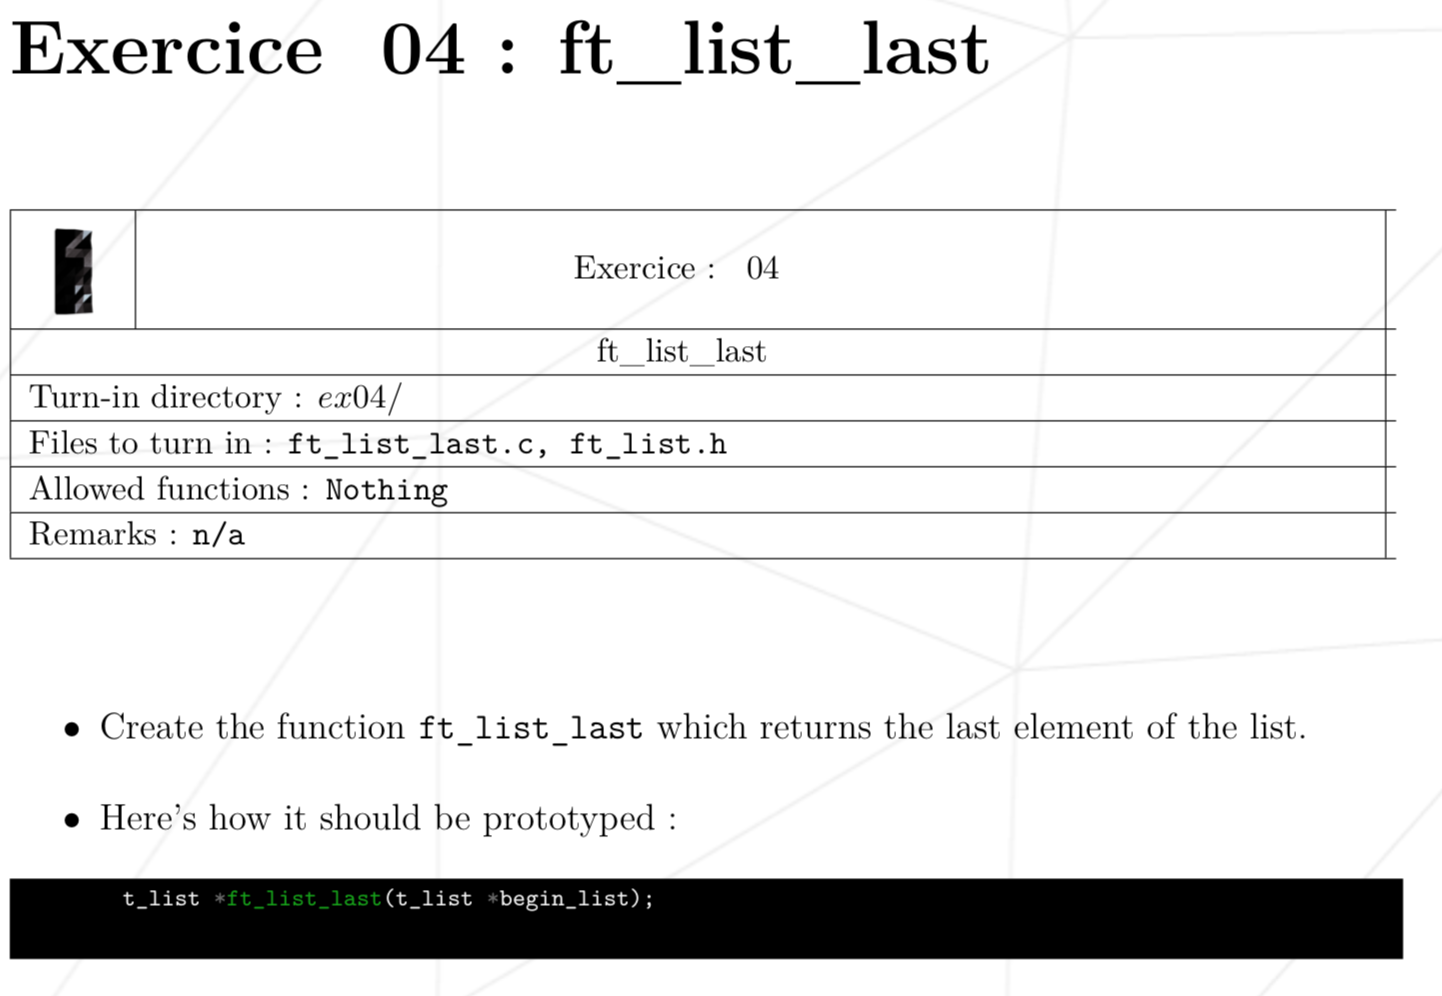 Exercice 04 : ft_list_last
Exercice : 04
ft_list_last
Turn-in directory : ex04/
Files to turn in : ft_list_last.c, ft_list.h
Allowed functions : Nothing
Remarks : n/a
• Create the function ft_list_last which returns the last element of the list.
• Here's how it should be prototyped :
t_list *ft_list_last(t_list *begin_list);